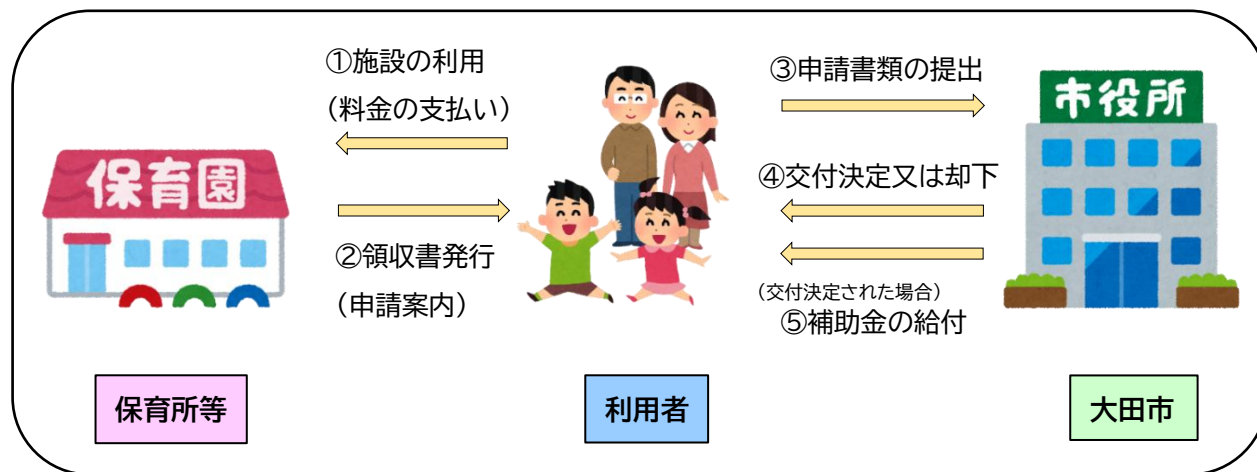 ①施設の利用
(料金の支払い)
②領収書発行
(申請案内)
③申請書類の提出
④交付決定又は却下
(交付決定された場合)
⑤補助金の給付
保育園
市役所
保育所等
利用者
大田市